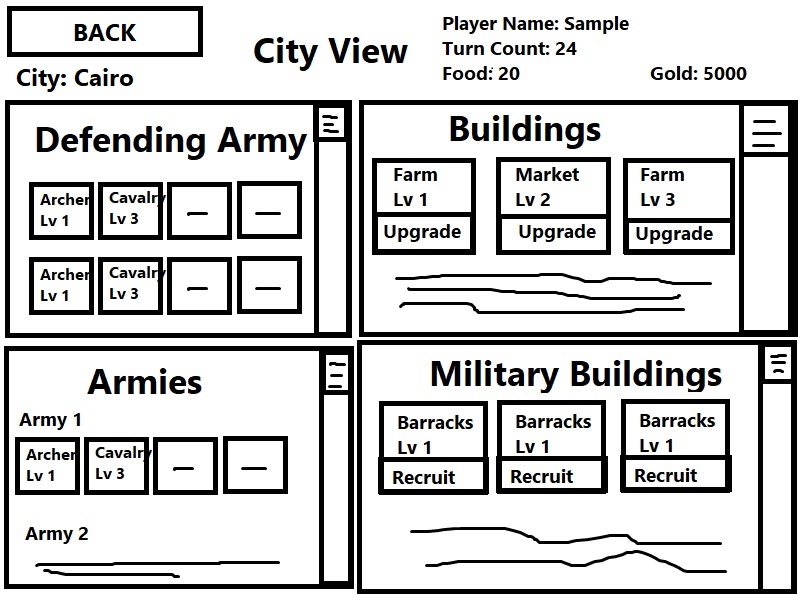 BACK
City View
Player Name: Sample
Turn Count: 24
Food: 20
Gold: 5000
City: Cairo
Defending Army
Archer
Lv 1
Cavalry
Lv 3
Archer
Lv 1
Cavalry
Lv 3
Buildings
Farm
Lv 1
Upgrade
Market
Lv 2
Upgrade
Farm
Lv 3
Upgrade
Armies
Army 1
Archer
Lv 1
Cavalry
Lv 3
Army 2
Military Buildings
Barracks
Lv 1
Recruit
Barracks
Lv 1
Recruit
Barracks
Lv 1
Recruit